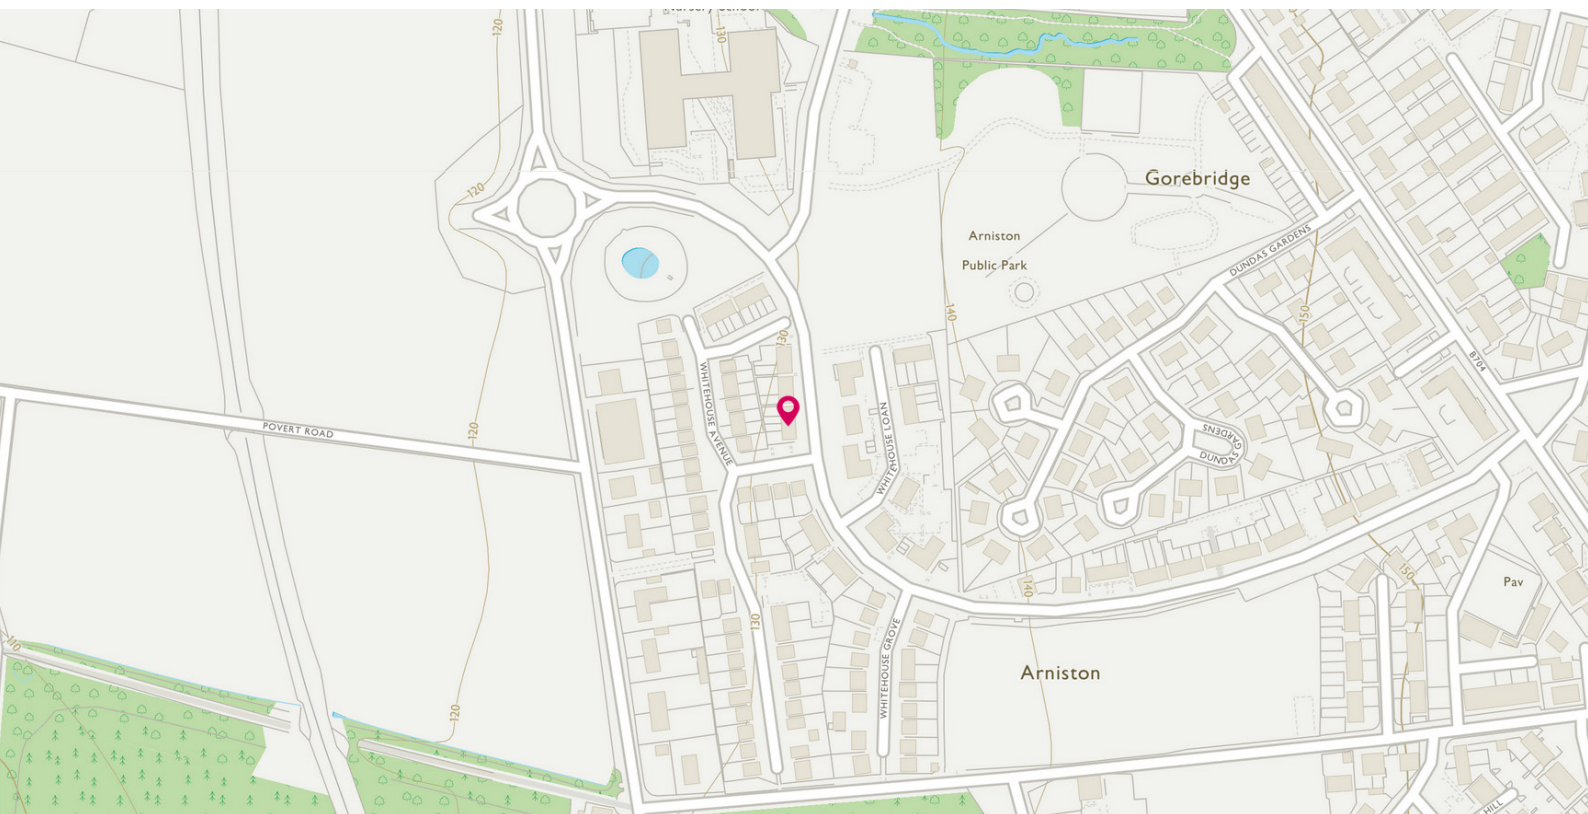 120
130
120
Gorebridge
Arniston
Public Park
DUNDAS GARDENS
140
150
130
B704
WHITEHOUSE AVENUE
WHITEHOUSE LOAN
POVERT ROAD
120
DUNDAS
GARDENS
140
150
Pav
130
110
WHITEHOUSE GROVE
Arniston
120
HILL